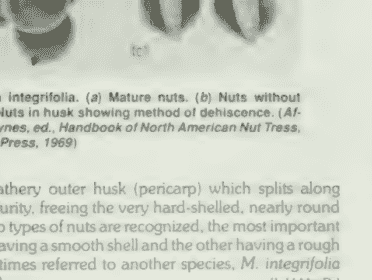 (c)
integrifolia. (a) Mature nuts. (b) Nuts without
Nuts in husk showing method of dehiscence. (Af-
ynes, ed., Handbook of North American Nut Tress,
Press, 1969)
athery outer husk (pericarp) which splits along
urity, freeing the very hard-shelled, nearly round
o types of nuts are recognized, the most important
aving a smooth shell and the other having a rough
times referred to another species, M. integrifolia